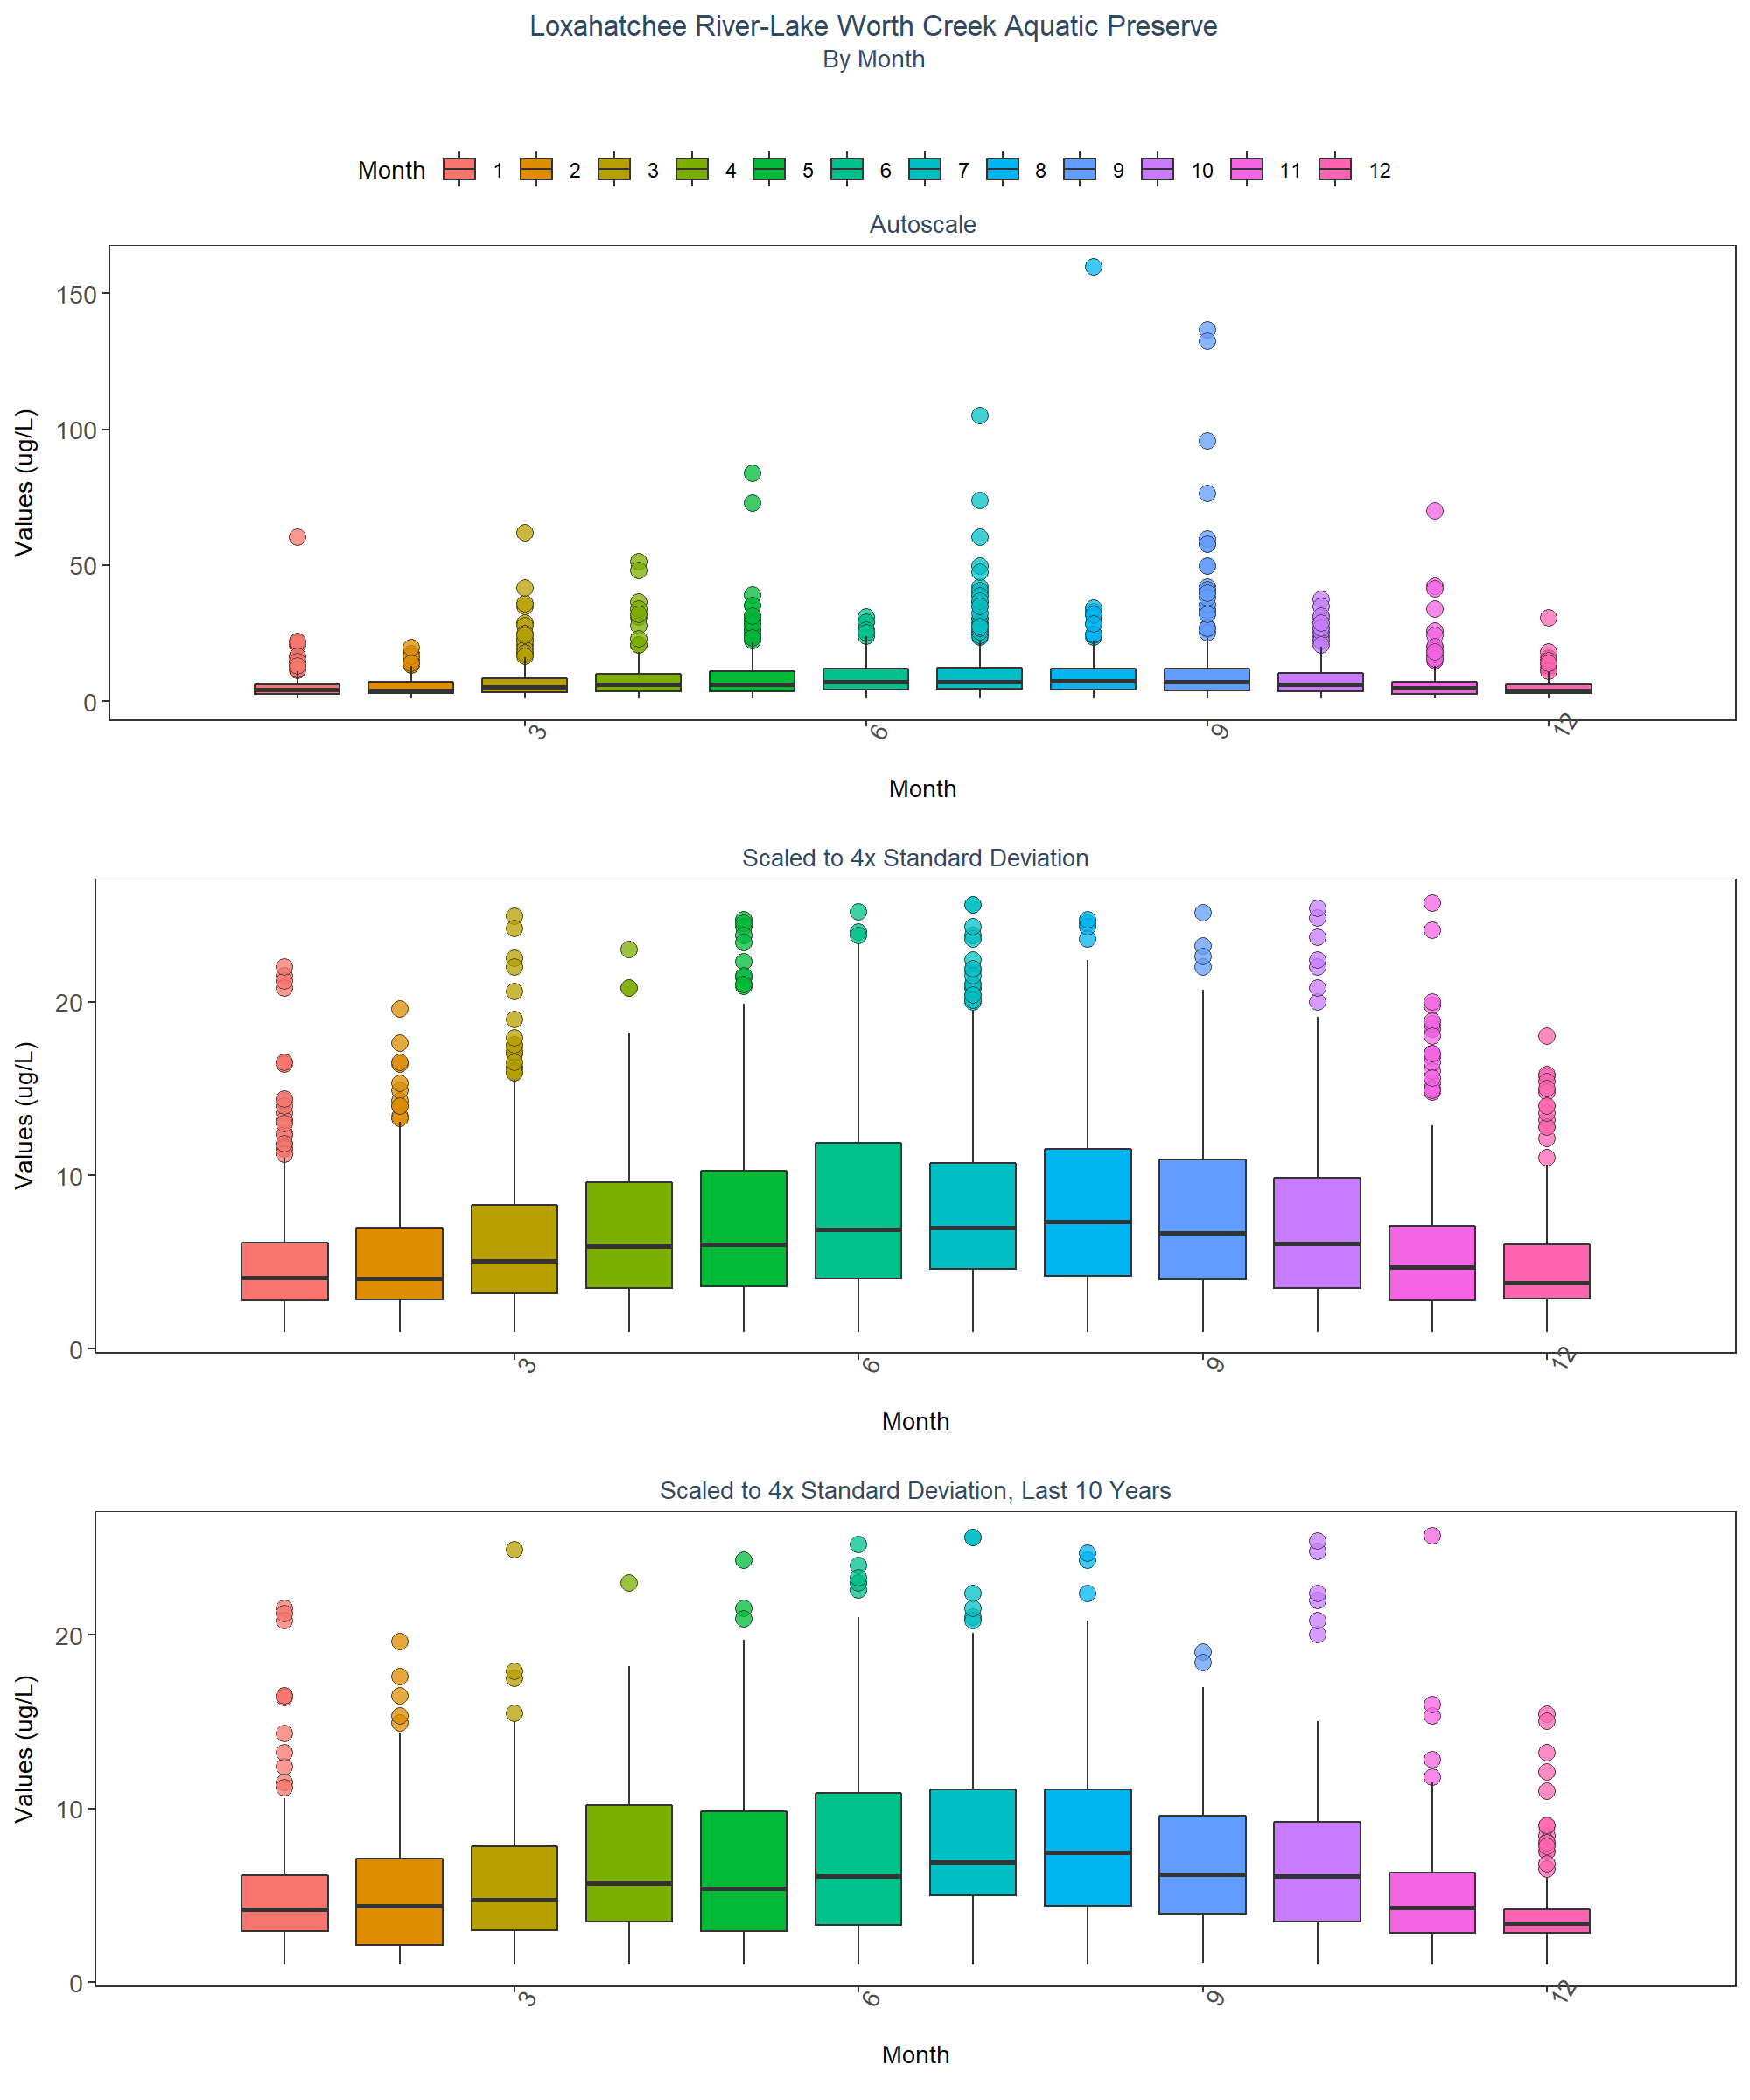 Loxahatchee River-Lake Worth Creek Aquatic Preserve
By Month
Month 1 2 3 4 5 6 7 8 9 10 11 12
Autoscale
Values (ug/L)
150
100
50
0
3 6 9 12
Month
Scaled to 4x Standard Deviation
Values (ug/L)
20
10
0
3 6 9 12
Month
Scaled to 4x Standard Deviation, Last 10 Years
Values (ug/L)
20
10
0
3 6 9 12
Month